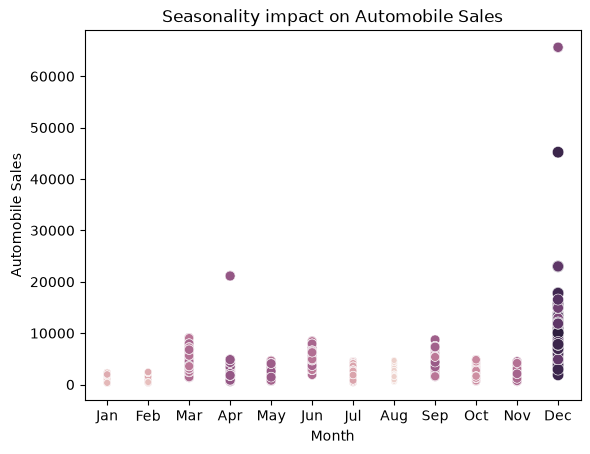 Seasonality impact on Automobile Sales
60000
50000
40000
30000
20000
10000
0
Automobile Sales
Jan Feb Mar Apr May Jun Jul Aug Sep Oct Nov Dec
Month